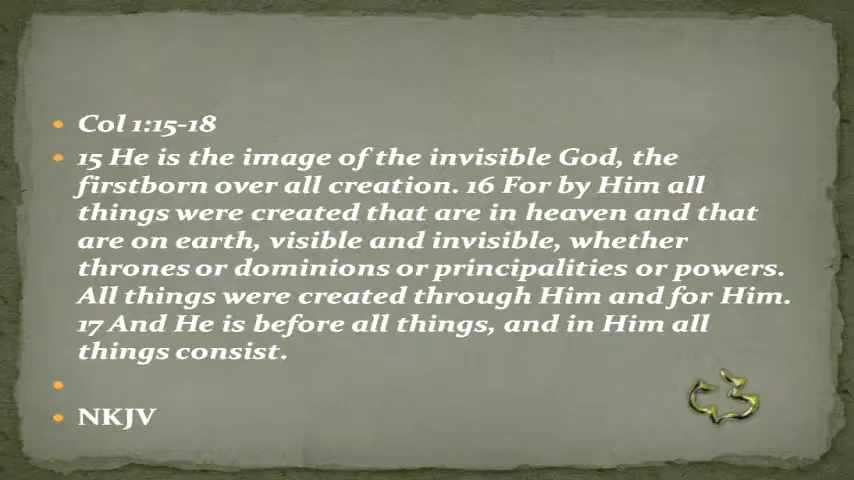 Col 1:15-18
15 He is the image of the invisible God, the
firstborn over all creation. 16 For by Him all
things were created that are in heaven and that
are on earth, visible and invisible, whether
thrones or dominions or principalities or powers.
All things were created through Him and for Him.
17 And He is before all things, and in Him all
things consist.
NKJV